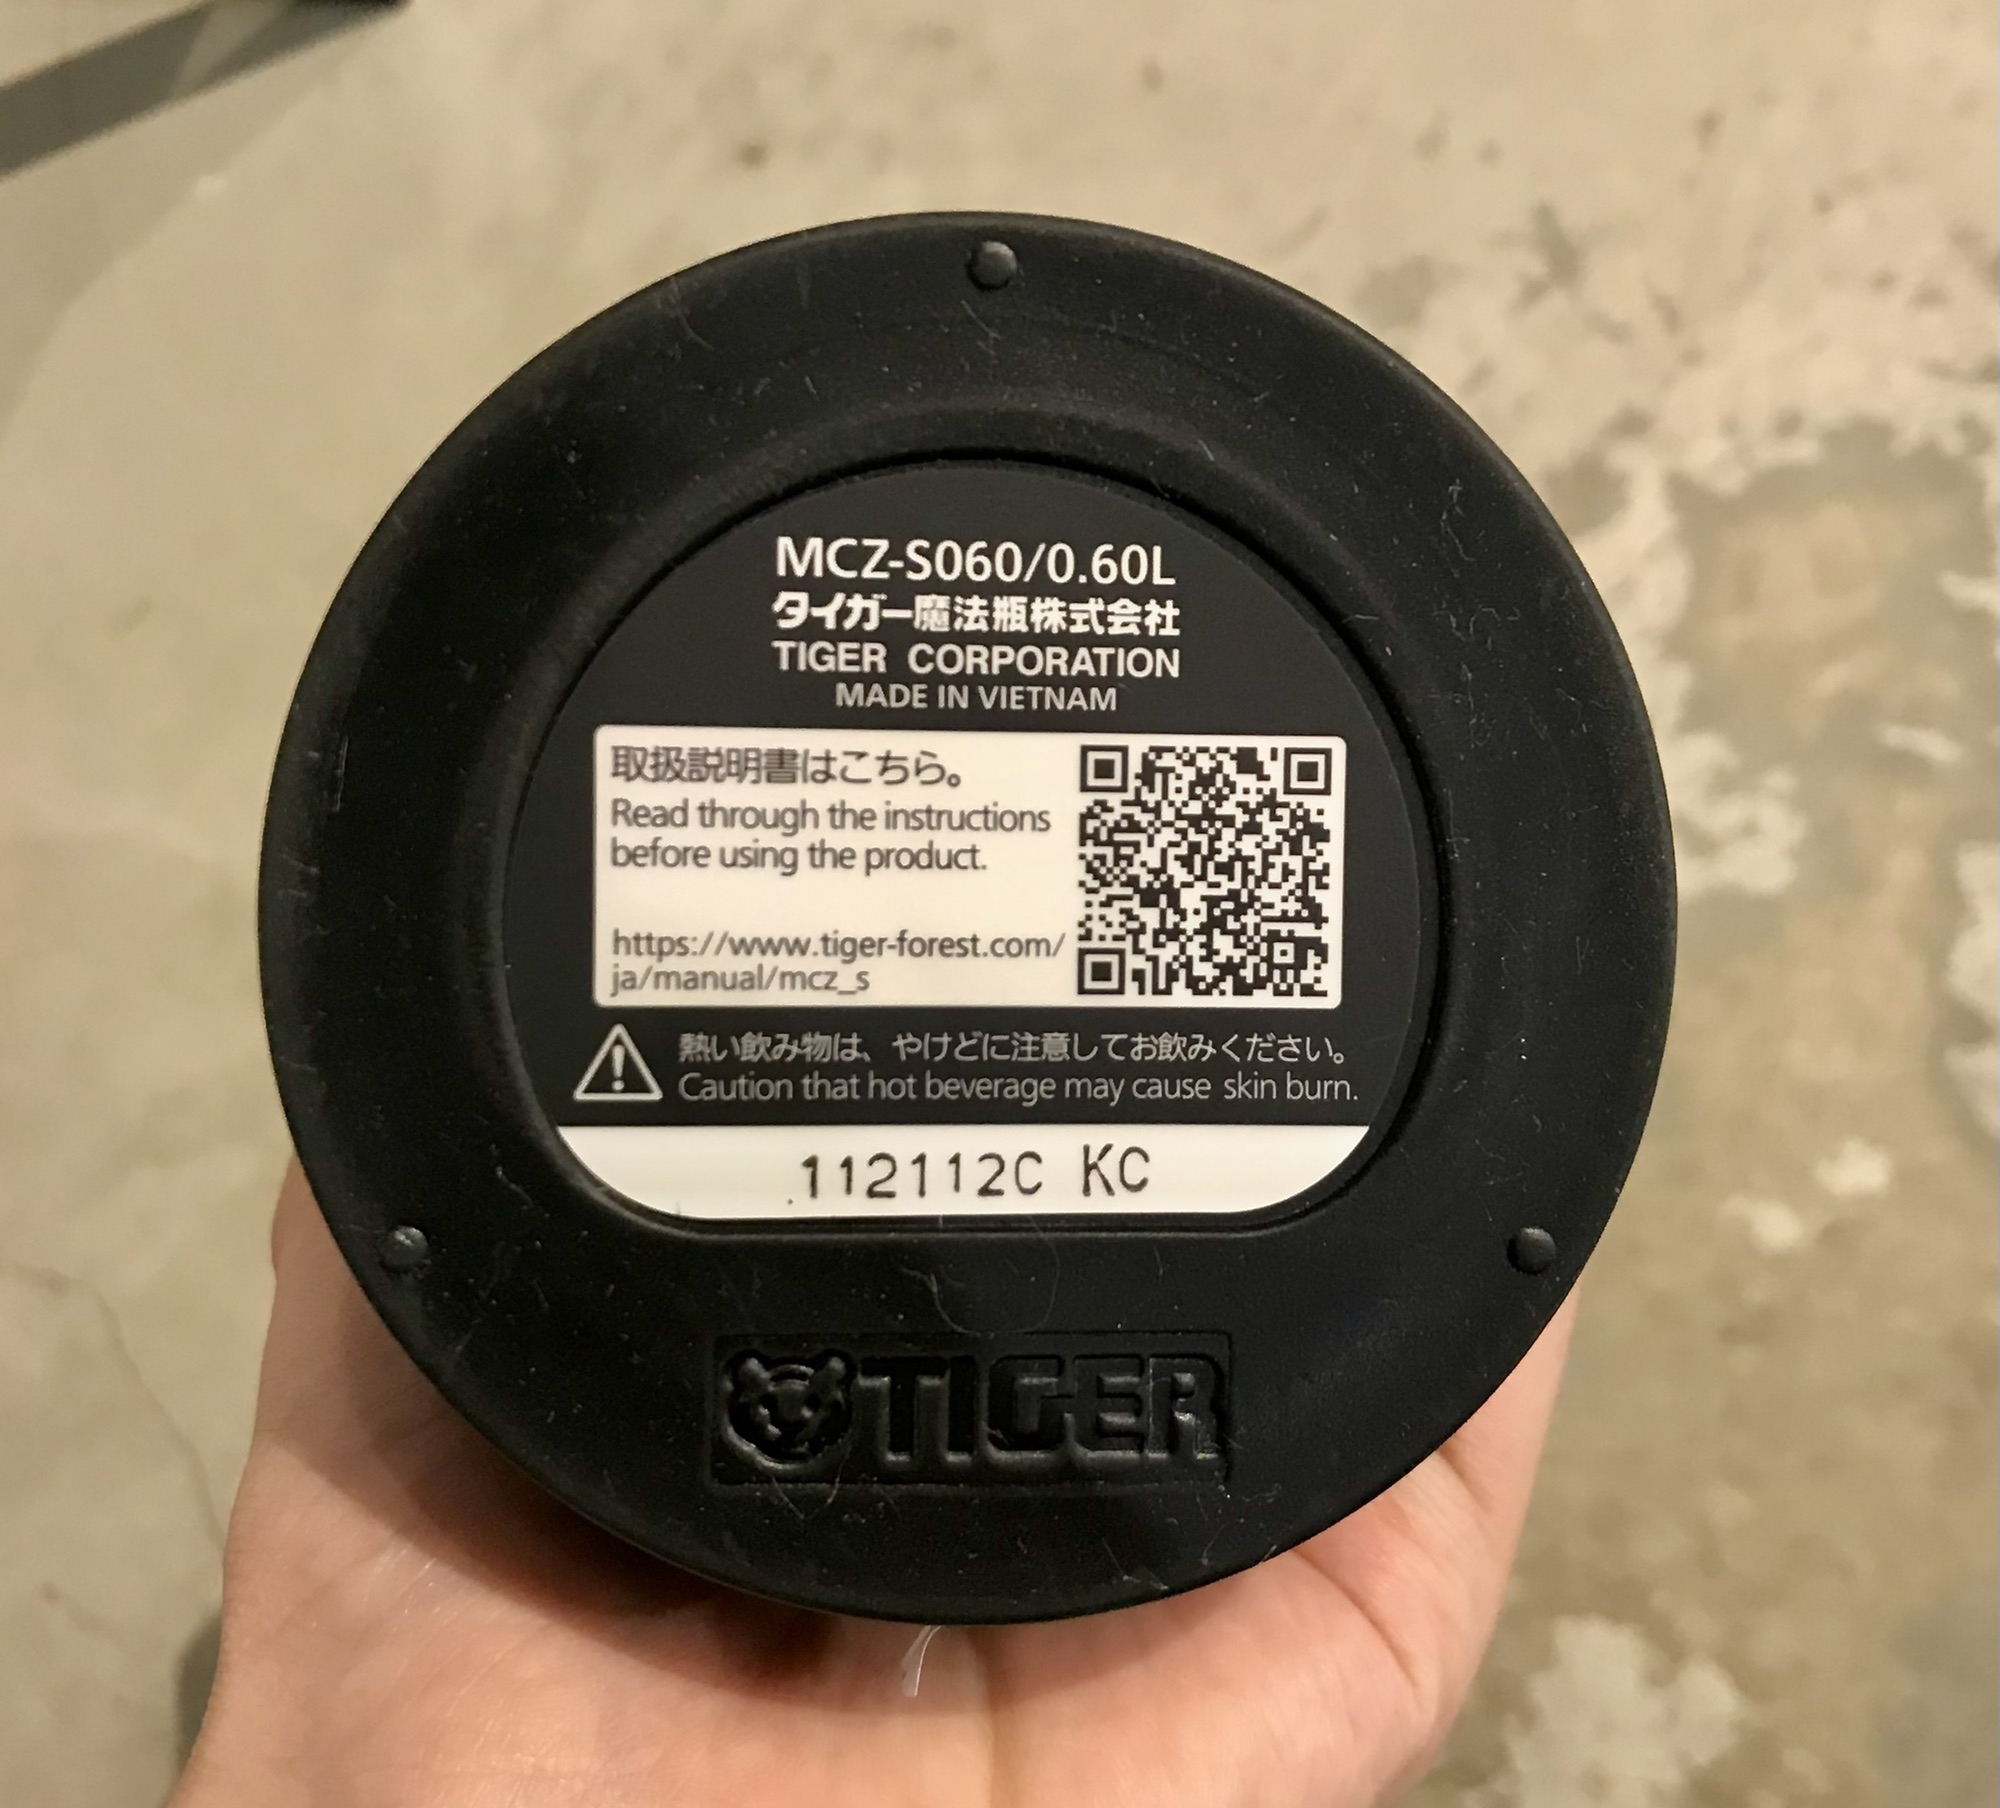 MCZ-S060/0.60L
タイガー魔法瓶株式会社
TIGER CORPORATION
MADE IN VIETNAM
取扱説明書はこちら。
Read through the instructions
before using the product.
https://www.tiger-forest.com/
ja/manual/mcz_s
熱い飲み物は、やけどに注意してお飲みください。
Caution that hot beverage may cause skin burn.
112112C KC
TIGER